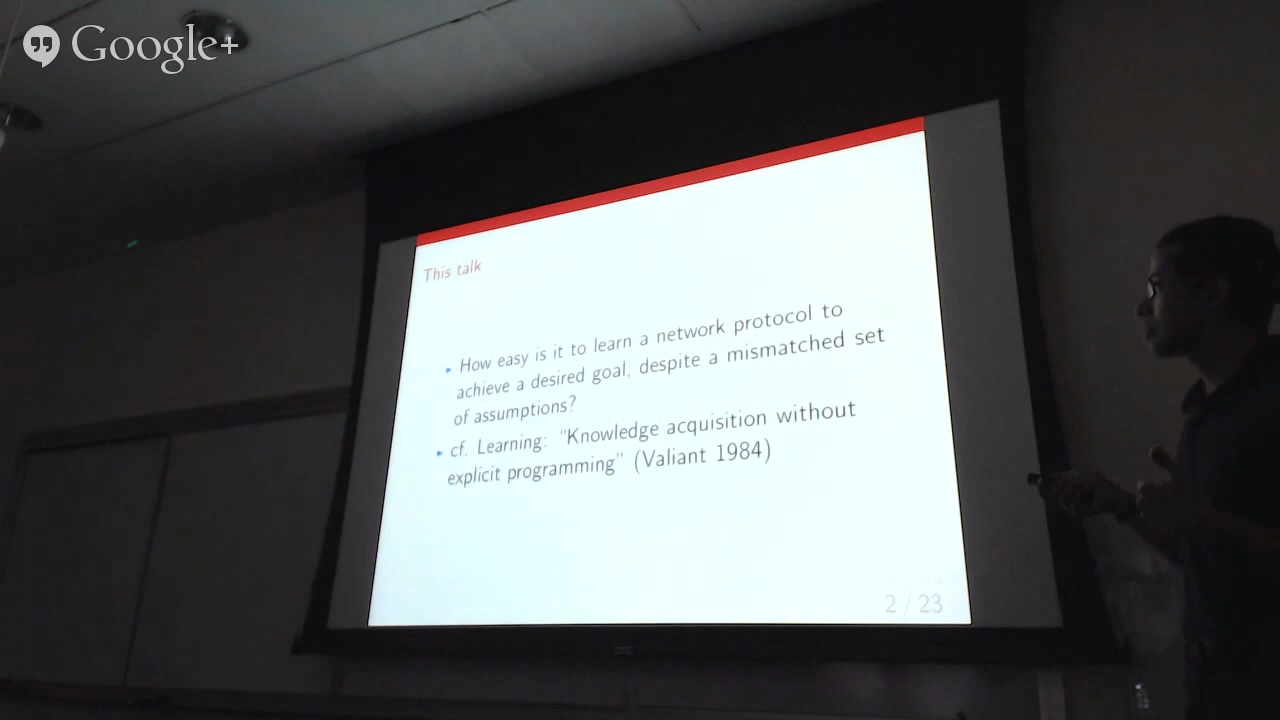 Google+
This talk
▸ How easy is it to learn a network protocol to
achieve a desired goal, despite a mismatched set
of assumptions?
▸ cf. Learning: “Knowledge acquisition without
explicit programming” (Valiant 1984)
2 / 23